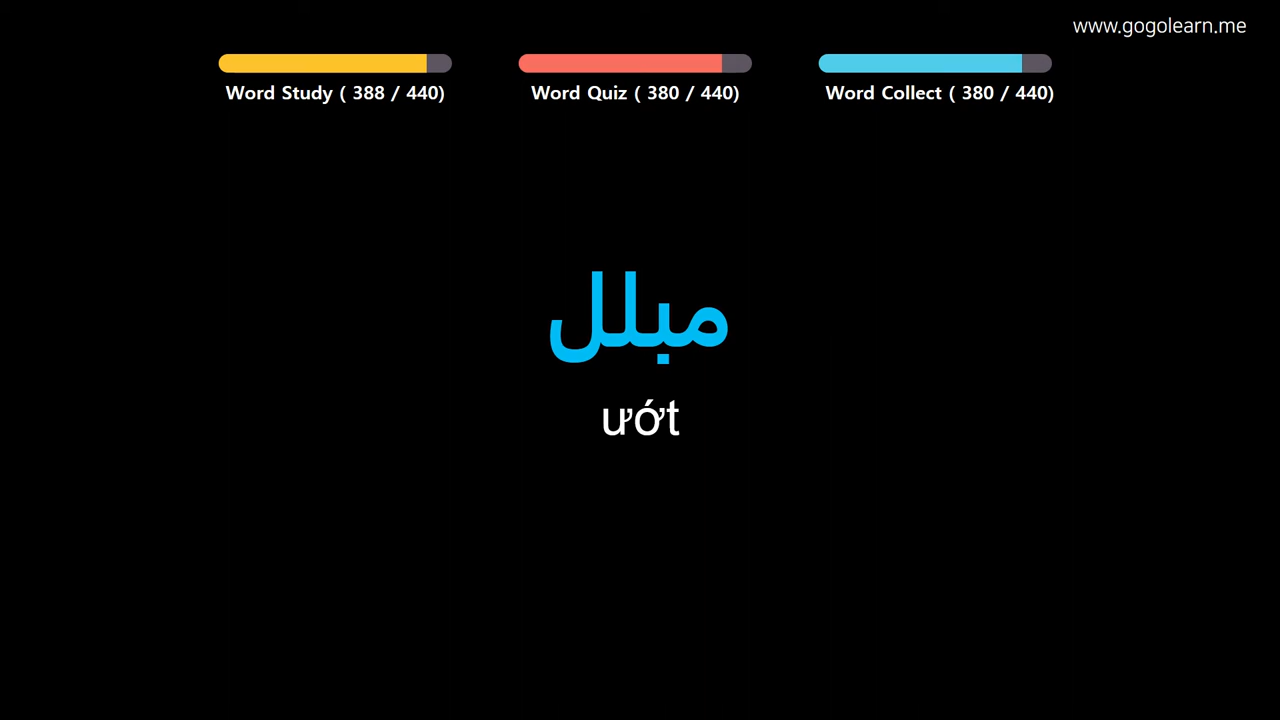 www.gogolearn.me
Word Study ( 388 / 440)
Word Quiz ( 380 / 440)
Word Collect ( 380 / 440)
مبلل
ướt